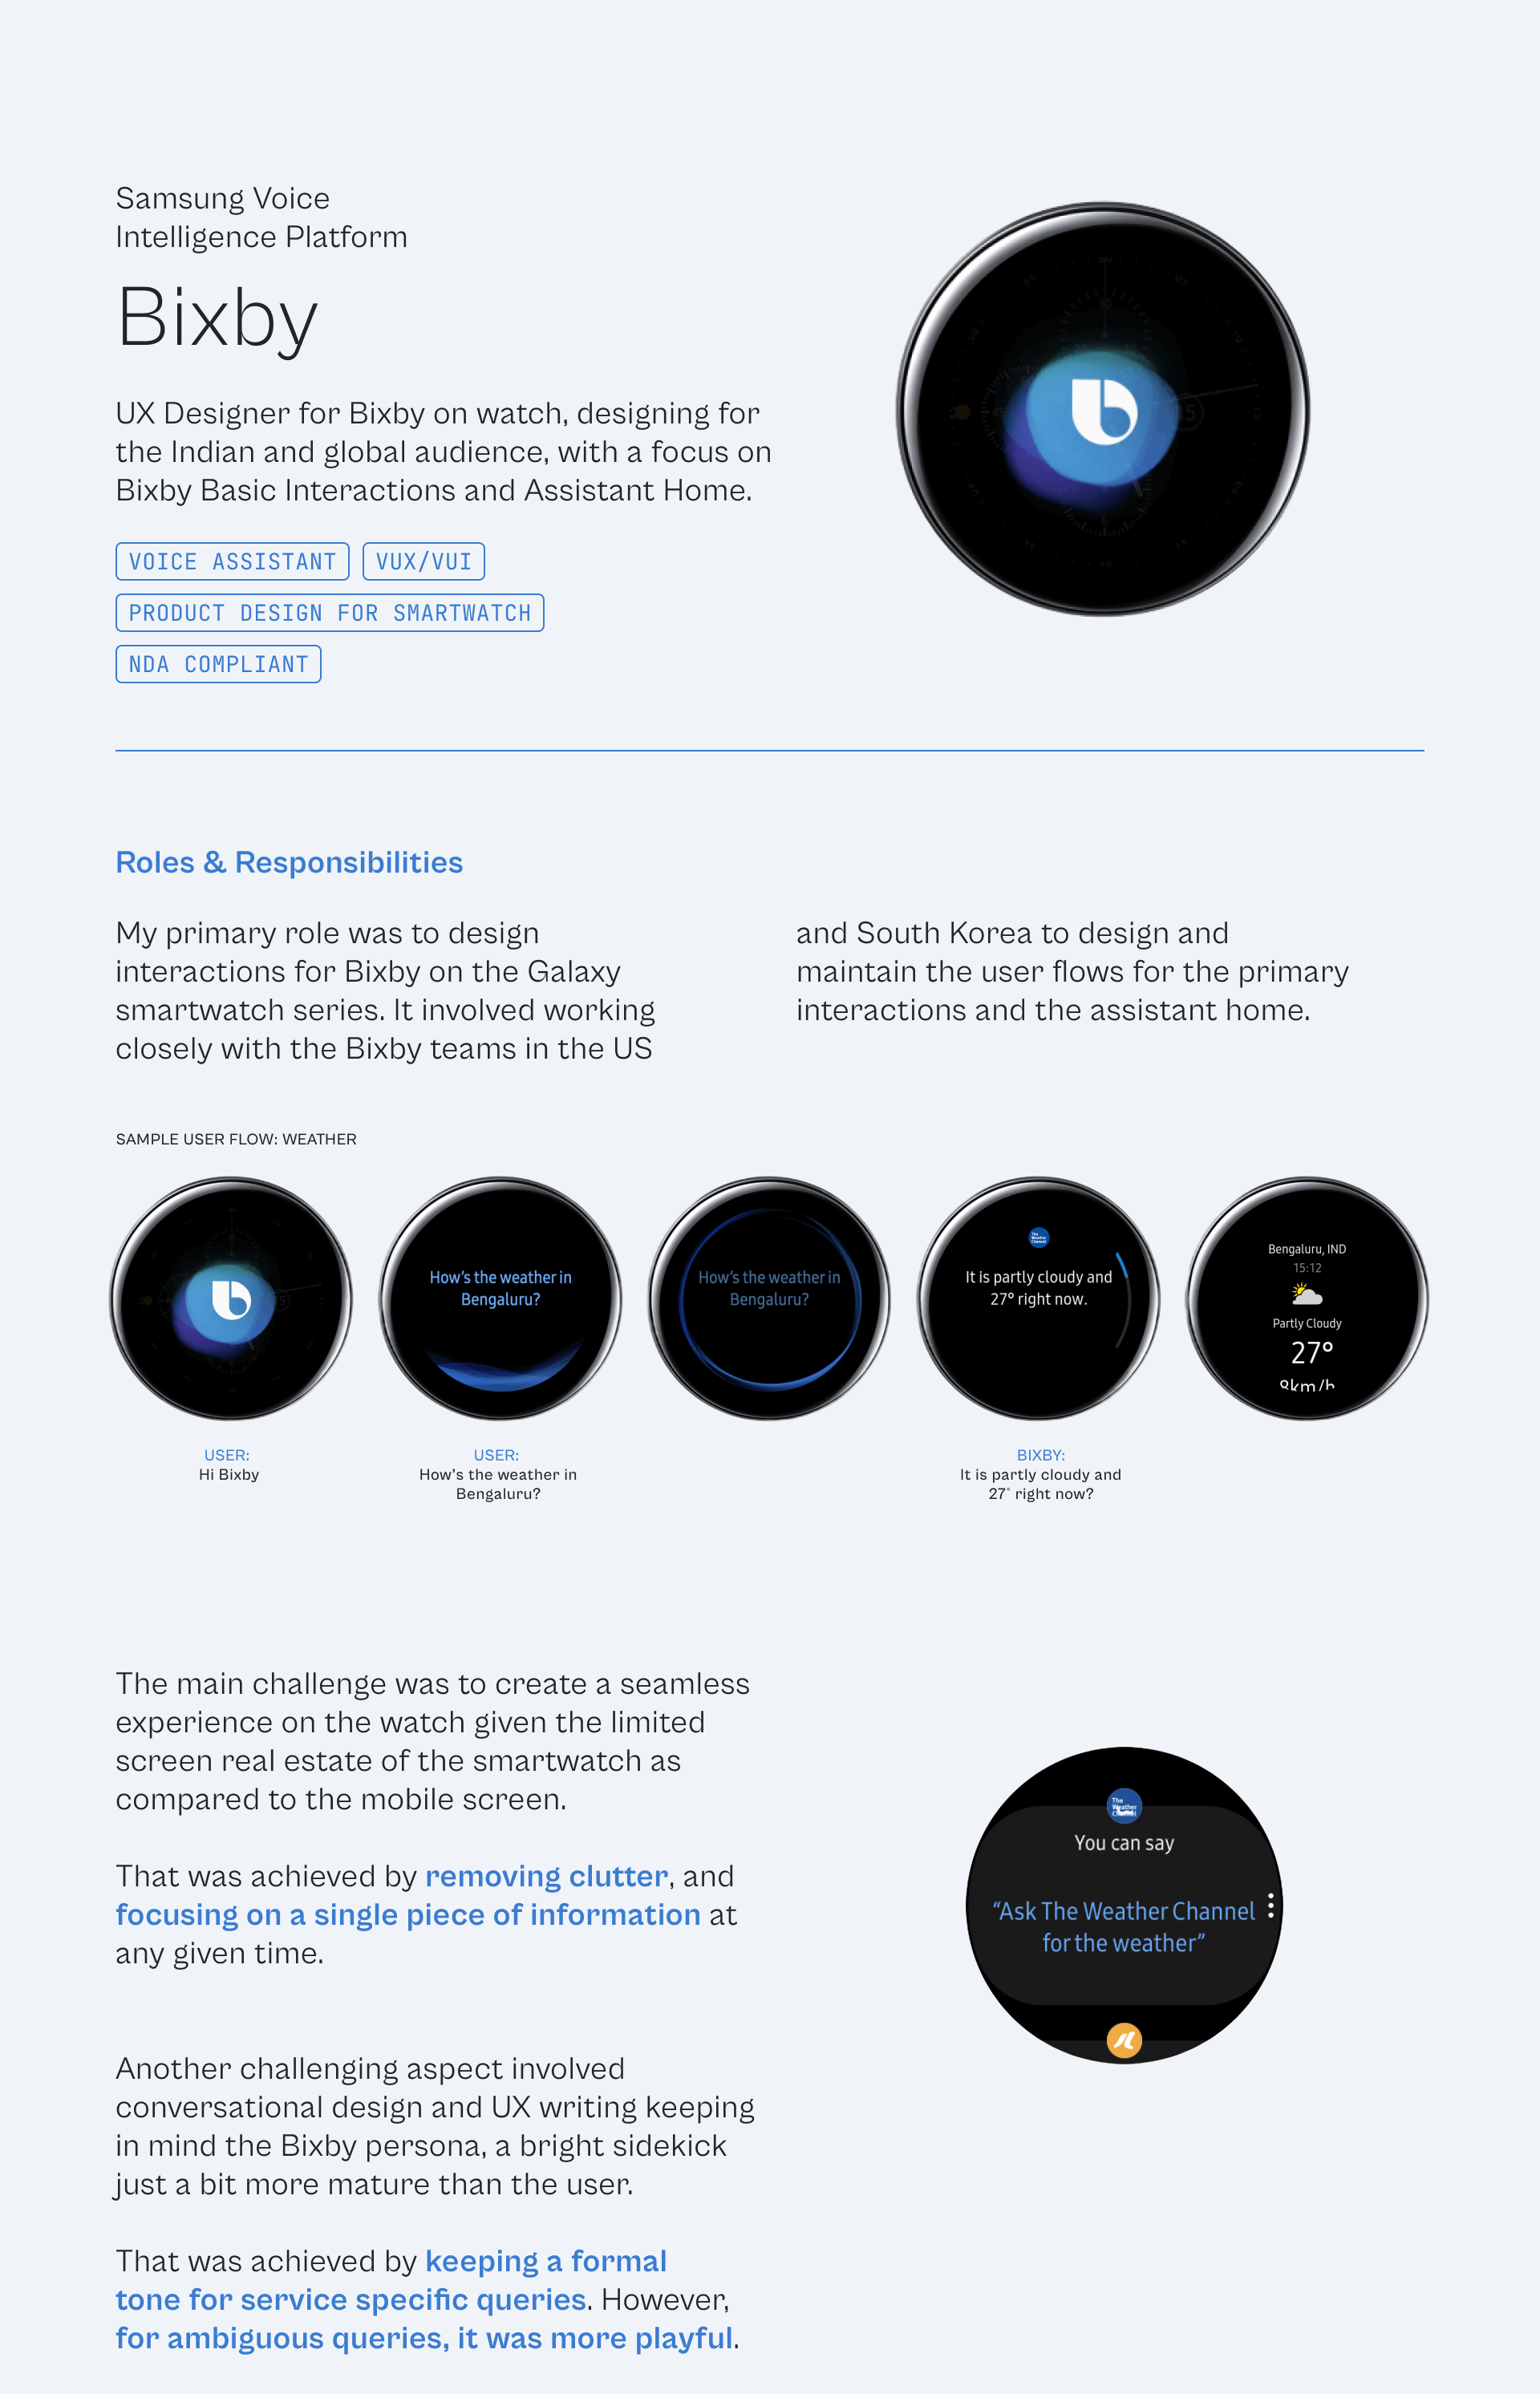 Samsung Voice
Intelligence Platform
Bixby
UX Designer for Bixby on watch, designing for
the Indian and global audience, with a focus on
Bixby Basic Interactions and Assistant Home.
VOICE ASSISTANT
VUX/VUI
PRODUCT DESIGN FOR SMARTWATCH
NDA COMPLIANT
Roles & Responsibilities
My primary role was to design
interactions for Bixby on the Galaxy
smartwatch series. It involved working
closely with the Bixby teams in the US
and South Korea to design and
maintain the user flows for the primary
interactions and the assistant home.
SAMPLE USER FLOW: WEATHER
How's the weather in
Bengaluru?
How's the weather in
Bengaluru?
The
Weather
Channel
It is partly cloudy and
27° right now.
Bengaluru, IND
15:12
Partly Cloudy
27°
8km/h
USER:
Hi Bixby
USER:
How's the weather in
Bengaluru?
BIXBY:
It is partly cloudy and
27° right now?
The main challenge was to create a seamless
experience on the watch given the limited
screen real estate of the smartwatch as
compared to the mobile screen.
That was achieved by removing clutter, and
focusing on a single piece of information at
any given time.
The
Weather
Channel
You can say
“Ask The Weather Channel
for the weather”
Another challenging aspect involved
conversational design and UX writing keeping
in mind the Bixby persona, a bright sidekick
just a bit more mature than the user.
That was achieved by keeping a formal
tone for service specific queries. However,
for ambiguous queries, it was more playful.